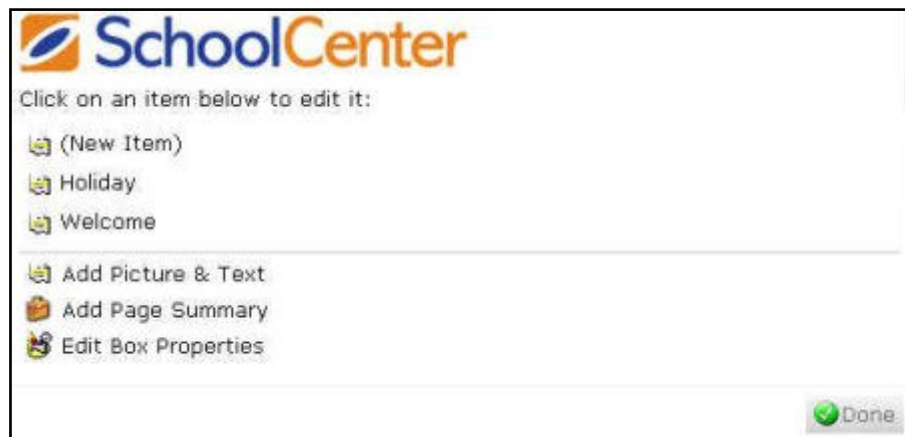 SchoolCenter
Click on an item below to edit it:
(New Item)
Holiday
Welcome
Add Picture & Text
Add Page Summary
Edit Box Properties
Done